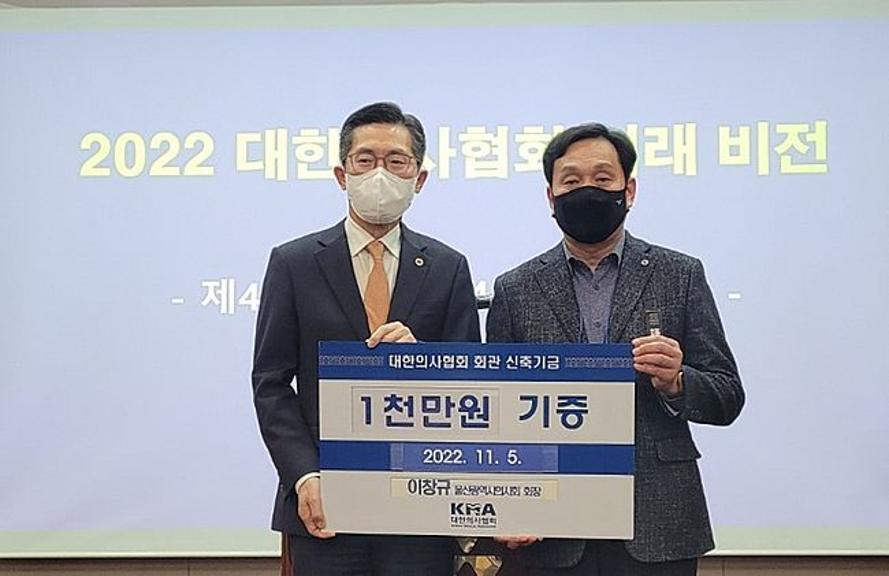 2022 대한 사협회 래 비전
- 제4 -
대한의사협회 회관 신축기금
1천만원 기증
2022. 11. 5.
이창규 울산광역시의사회 회장
KMA
대한의사협회